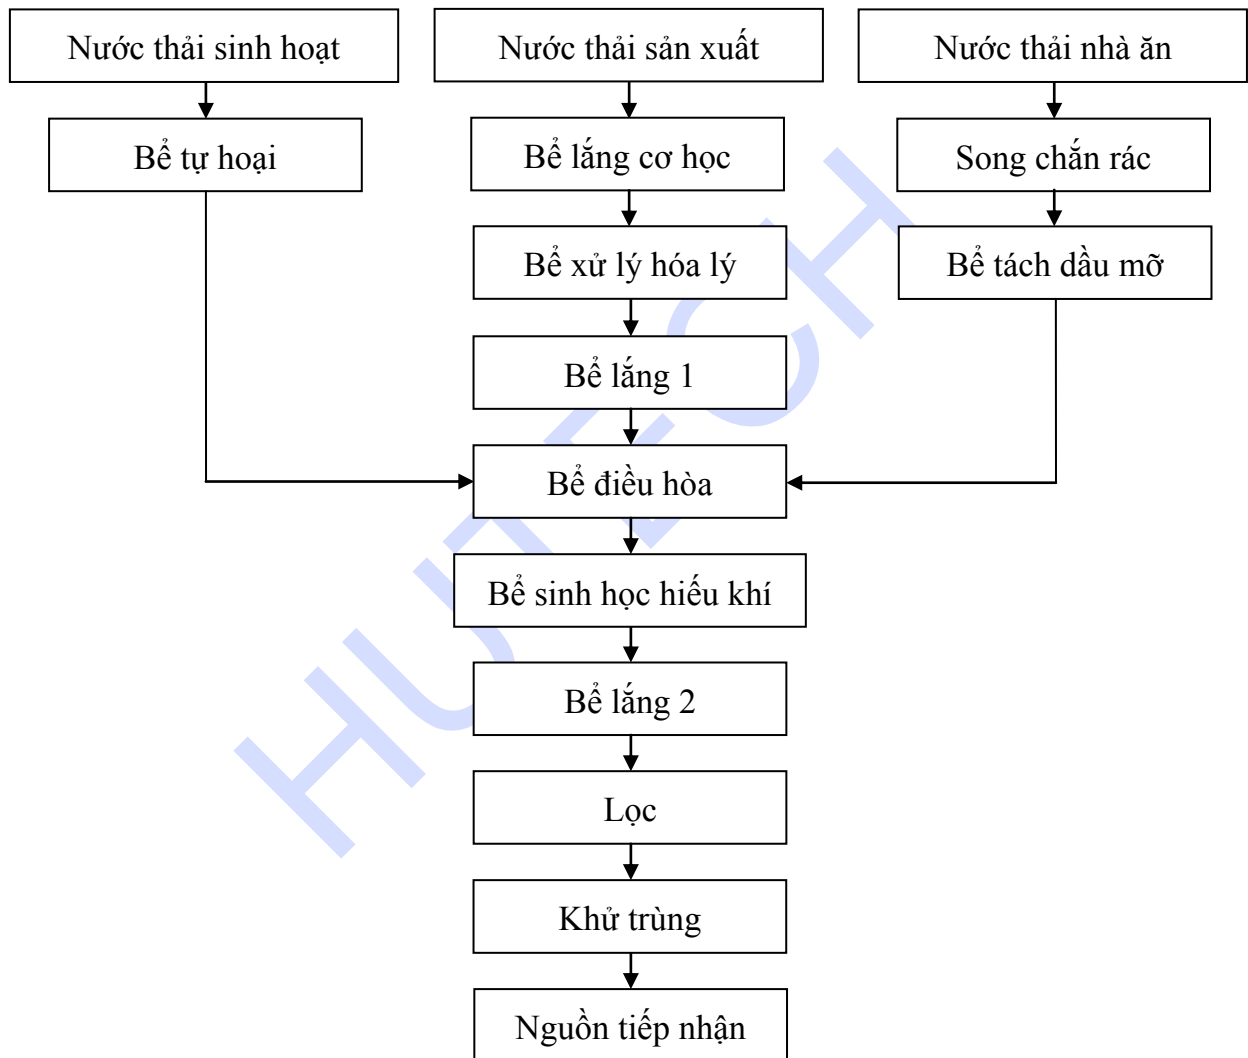 Nước thải sinh hoạt
Nước thải sản xuất
Nước thải nhà ăn
Bể tự hoại
Bể lắng cơ học
Song chắn rác
Bể xử lý hóa lý
Bể tách dầu mỡ
Bể lắng 1
Bể điều hòa
Bể sinh học hiếu khí
Bể lắng 2
Lọc
Khử trùng
Nguồn tiếp nhận
HUTECH